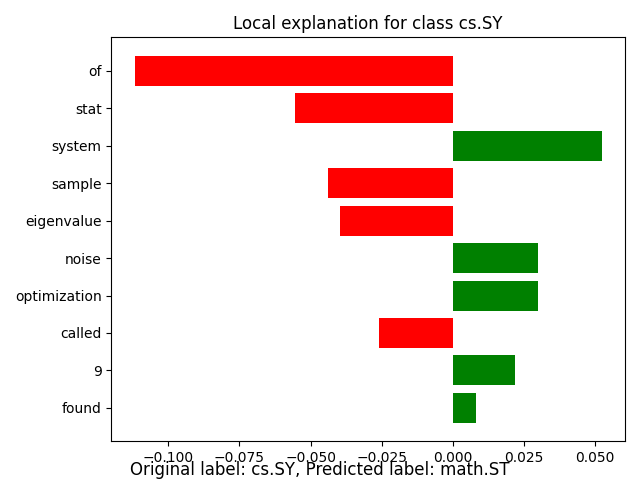 Local explanation for class cs.SY
of
stat
system
sample
eigenvalue
noise
optimization
called
9
found
−0.100 −0.075 −0.050 −0.025 0.000 0.025 0.050
Original label: cs.SY, Predicted label: math.ST